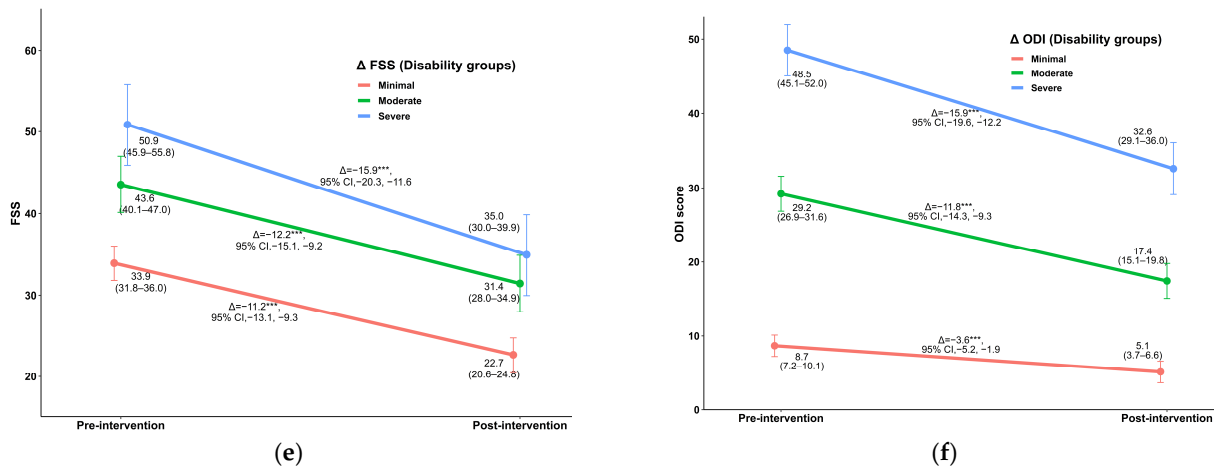 60
50
40
30
20
FSS
Δ FSS (Disability groups)
Minimal
Moderate
Severe
50.9
(45.9–55.8)
43.6
(40.1–47.0)
33.9
(31.8–36.0)
Δ=−15.9***,
95% CI,−20.3, −11.6
Δ=−12.2***,
95% CI.−15.1, −9.2
Δ=−11.2***,
95% CI,−13.1, −9.3
35.0
(30.0–39.9)
31.4
(28.0–34.9)
22.7
(20.6–24.8)
Pre-intervention
Post-intervention
(e)
50
40
30
20
10
0
ODI score
Δ ODI (Disability groups)
Minimal
Moderate
Severe
48.5
(45.1–52.0)
29.2
(26.9–31.6)
8.7
(7.2–10.1)
Δ=−15.9***,
95% CI,−19.6, −12.2
Δ=−11.8***,
95% CI,−14.3, −9.3
Δ=−3.6***,
95% CI,−5.2, −1.9
32.6
(29.1–36.0)
17.4
(15.1–19.8)
5.1
(3.7–6.6)
Pre-intervention
Post-intervention
(f)